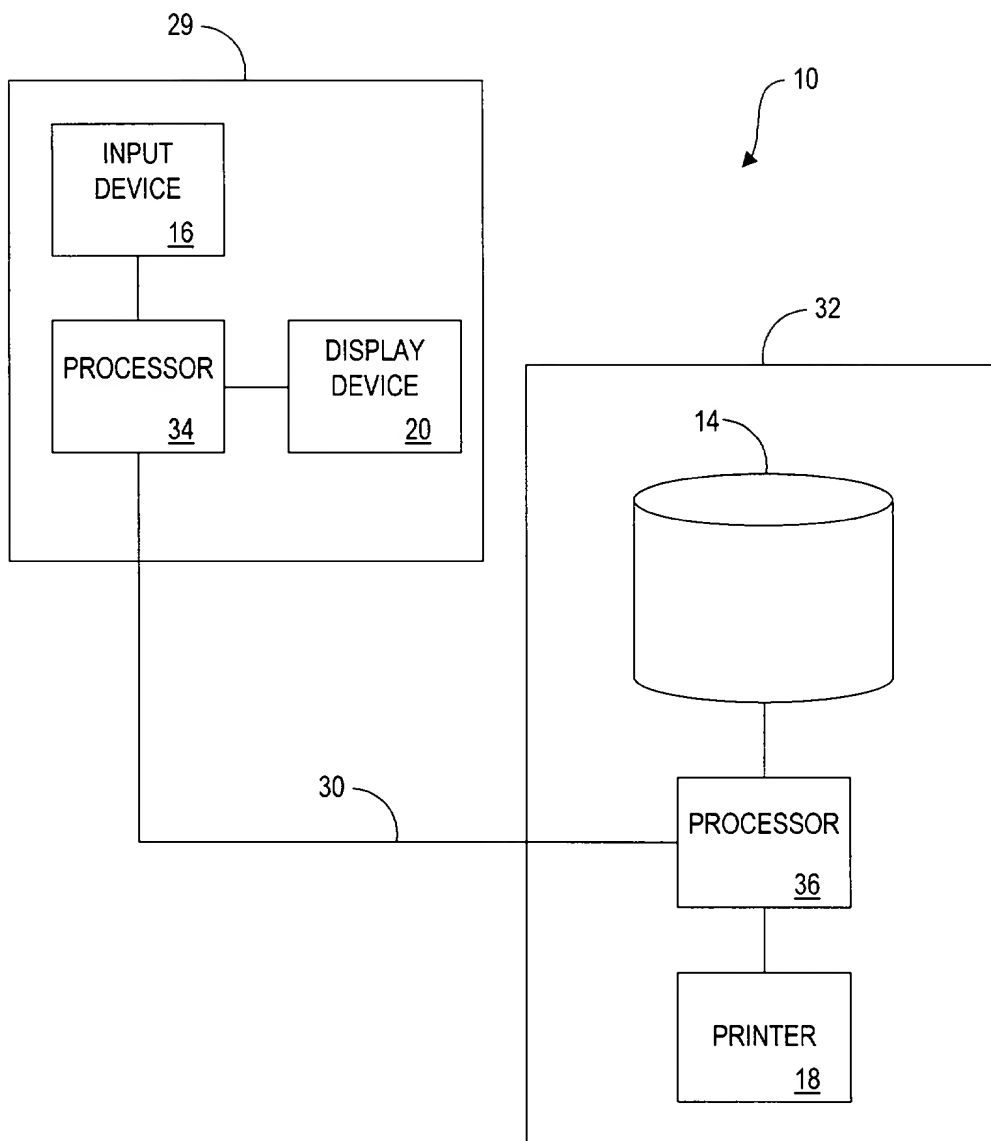 29
10
INPUT
DEVICE
16
PROCESSOR
34
DISPLAY
DEVICE
20
32
14
30
PROCESSOR
36
PRINTER
18